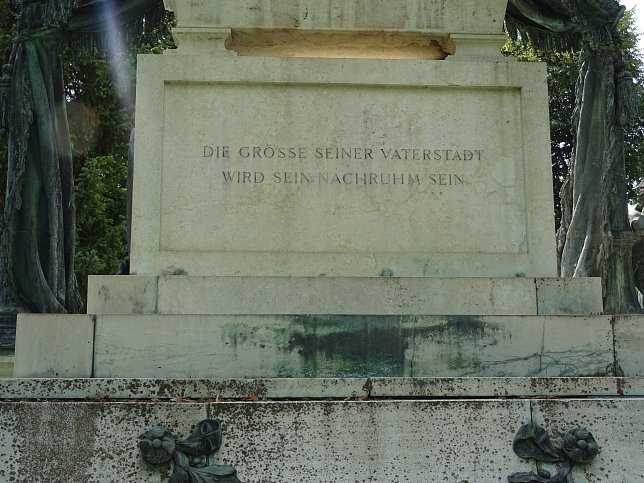 DIE GRÖSSE SEINER VATERSTADT
WIRD SEIN NACHRUHM SEIN